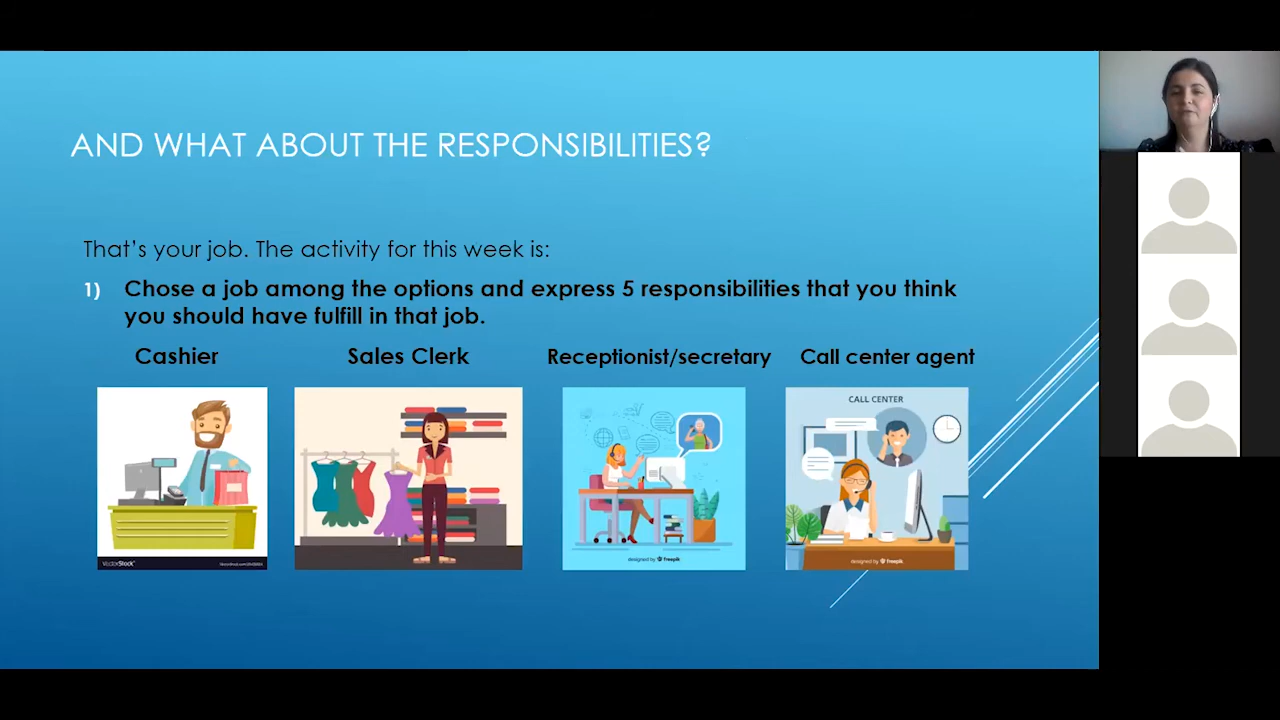 AND WHAT ABOUT THE RESPONSIBILITIES?
That's your job. The activity for this week is:
1) Chose a job among the options and express 5 responsibilities that you think
you should have fulfill in that job.
Cashier Sales Clerk Receptionist/secretary Call center agent
CALL CENTER
VectorStock
designed by freepik
designed by freepik